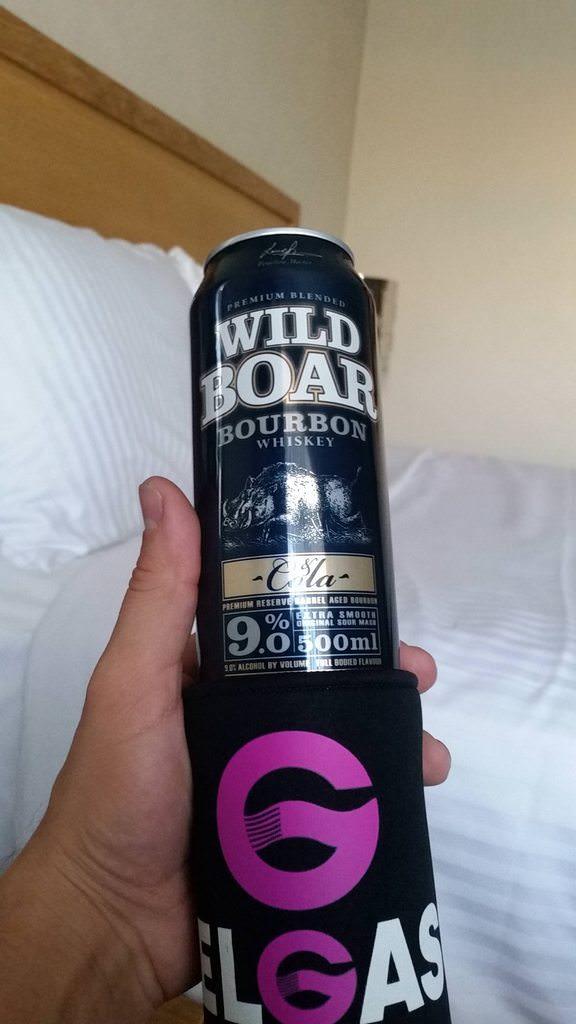 PREMIUM BLENDED
WILD
BOAR
BOURBON
WHISKEY
& Cola
PREMIUM RESERVE BARREL AGED BOURBON
9.0% EXTRA SMOOTH
ORIGINAL SOUR MASH
500ml
9.0% ALCOHOL BY VOLUME FULL BODIED FLAVOUR
G
ELGAS